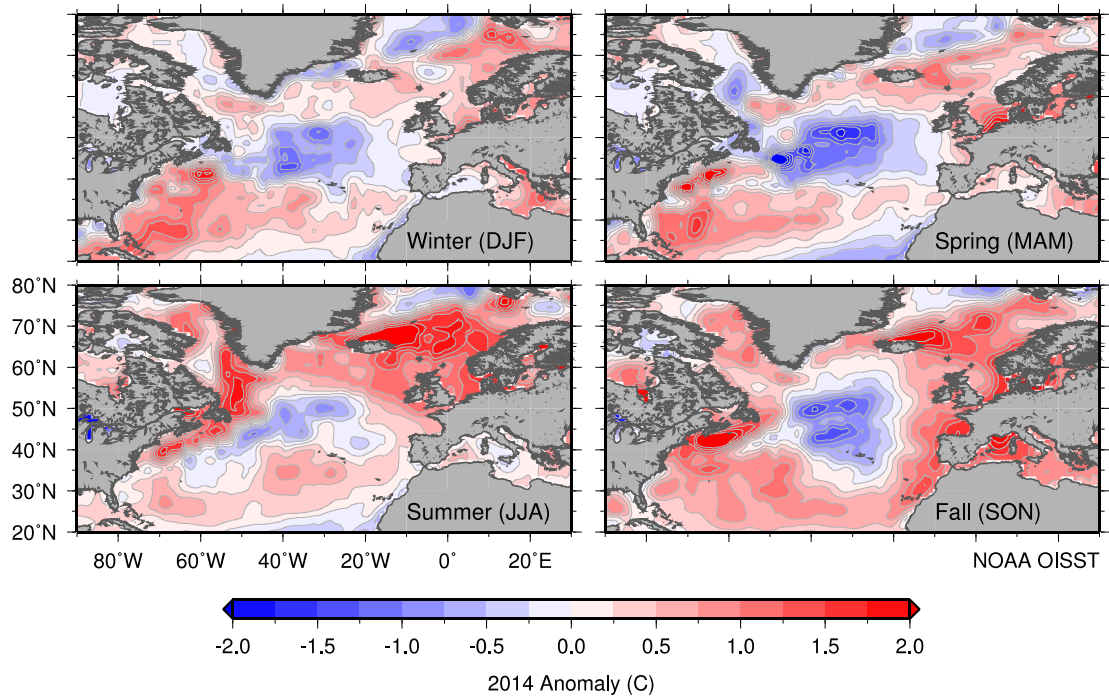 Winter (DJF)
Spring (MAM)
80˚N
70˚N
60˚N
50˚N
40˚N
30˚N
20˚N
Summer (JJA)
Fall (SON)
80˚W 60˚W 40˚W 20˚W 0˚ 20˚E
NOAA OISST
-2.0 -1.5 -1.0 -0.5 0.0 0.5 1.0 1.5 2.0
2014 Anomaly (C)